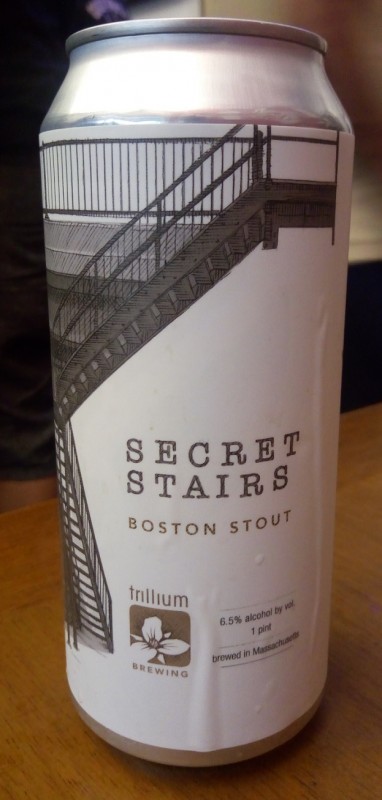 SECRET
STAIRS
BOSTON STOUT
trillium
BREWING
6.5% alcohol by vol.
1 pint
brewed in Massachusetts